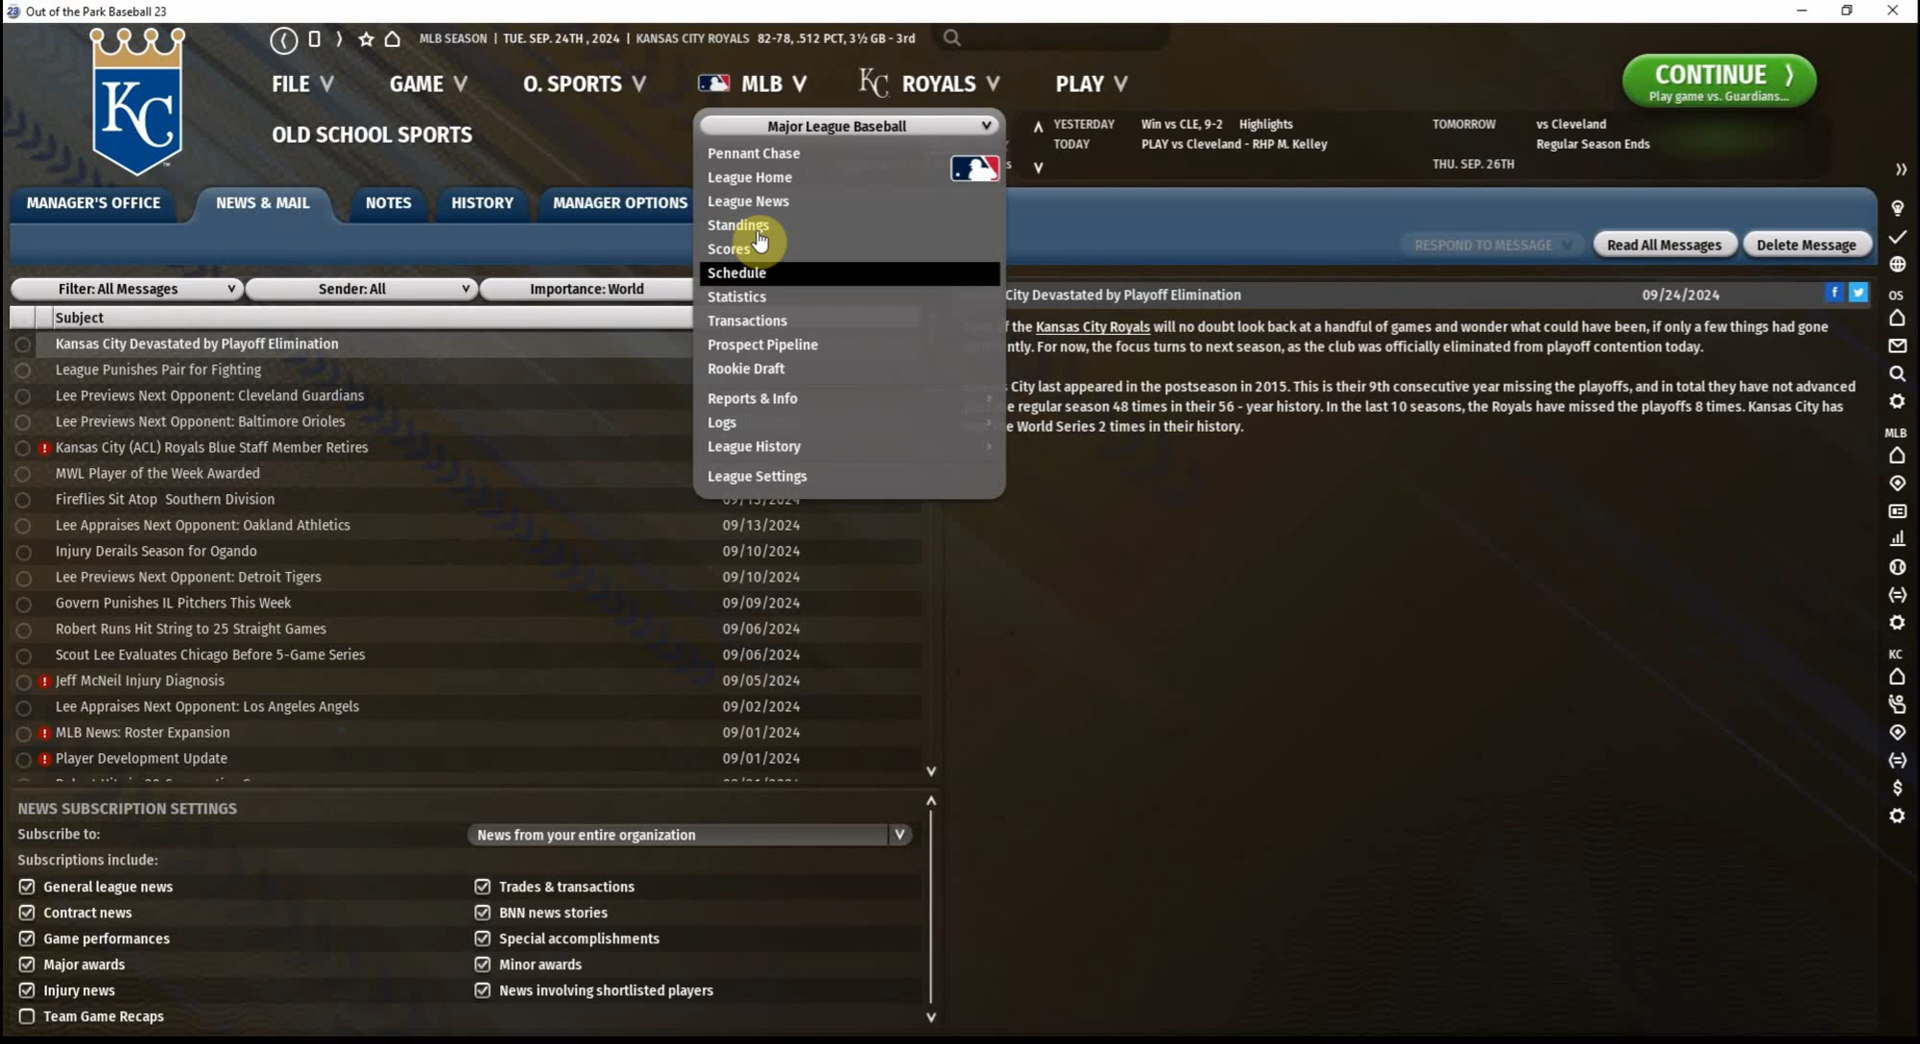 Out of the Park Baseball 23
MLB SEASON | TUE. SEP. 24TH , 2024 | KANSAS CITY ROYALS 82-78, .512 PCT, 3½ GB - 3rd
FILE GAME O. SPORTS MLB KC ROYALS PLAY
CONTINUE
Play game vs. Guardians...
OLD SCHOOL SPORTS
KC
Major League Baseball
Pennant Chase
League Home
League News
Standings
Scores
Schedule
Statistics
Transactions
Prospect Pipeline
Rookie Draft
Reports & Info
Logs
League History
League Settings
YESTERDAY Win vs CLE, 9-2 Highlights
TODAY PLAY vs Cleveland - RHP M. Kelley
TOMORROW vs Cleveland
Regular Season Ends
THU. SEP. 26TH
MANAGER'S OFFICE NEWS & MAIL NOTES HISTORY MANAGER OPTIONS
RESPOND TO MESSAGE Read All Messages Delete Message
Filter: All Messages Sender: All Importance: World
Subject
Kansas City Devastated by Playoff Elimination
League Punishes Pair for Fighting
Lee Previews Next Opponent: Cleveland Guardians
Lee Previews Next Opponent: Baltimore Orioles
Kansas City (ACL) Royals Blue Staff Member Retires
MWL Player of the Week Awarded
Fireflies Sit Atop Southern Division 09/13/2024
Lee Appraises Next Opponent: Oakland Athletics 09/13/2024
Injury Derails Season for Ogando 09/10/2024
Lee Previews Next Opponent: Detroit Tigers 09/10/2024
Govern Punishes IL Pitchers This Week 09/09/2024
Robert Runs Hit String to 25 Straight Games 09/06/2024
Scout Lee Evaluates Chicago Before 5-Game Series 09/06/2024
Jeff McNeil Injury Diagnosis 09/05/2024
Lee Appraises Next Opponent: Los Angeles Angels 09/02/2024
MLB News: Roster Expansion 09/01/2024
Player Development Update 09/01/2024
City Devastated by Playoff Elimination 09/24/2024
the Kansas City Royals will no doubt look back at a handful of games and wonder what could have been, if only a few things had gone
For now, the focus turns to next season, as the club was officially eliminated from playoff contention today.
City last appeared in the postseason in 2015. This is their 9th consecutive year missing the playoffs, and in total they have not advanced
the regular season 48 times in their 56 - year history. In the last 10 seasons, the Royals have missed the playoffs 8 times. Kansas City has
World Series 2 times in their history.
NEWS SUBSCRIPTION SETTINGS
Subscribe to: News from your entire organization
Subscriptions include:
General league news Trades & transactions
Contract news BNN news stories
Game performances Special accomplishments
Major awards Minor awards
Injury news News involving shortlisted players
Team Game Recaps
OS
MLB
KC